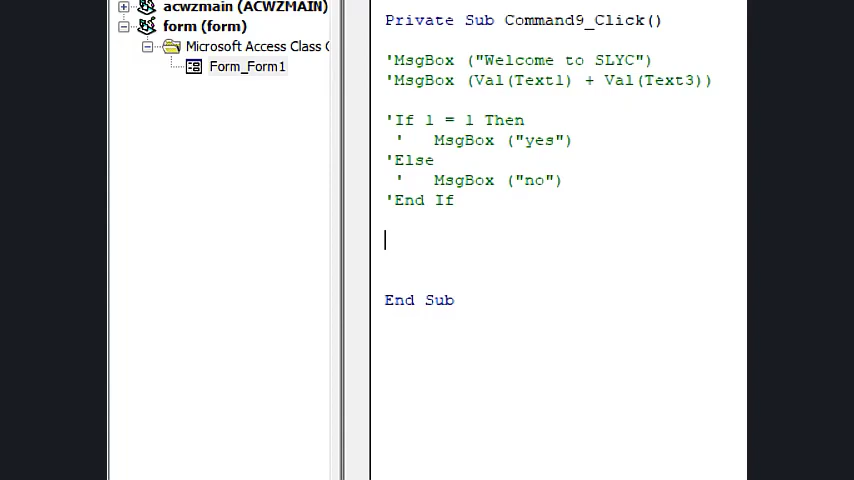 acwzmain (ACWZMAIN)
form (form)
Microsoft Access Class
Form_Form1
Private Sub Command9_Click()
'MsgBox ("Welcome to SLYC")
'MsgBox (Val(Text1) + Val(Text3))
'If 1 = 1 Then
'   MsgBox ("yes")
'Else
'   MsgBox ("no")
'End If
End Sub